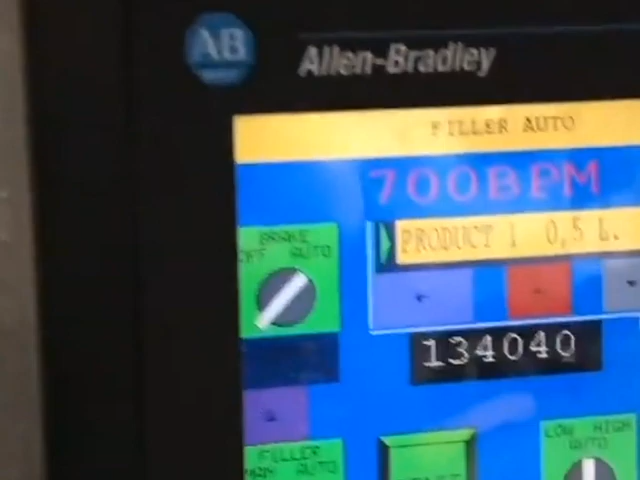 AB
Allen-Bradley
FILLER AUTO
700BPM
PRODUCT 1 0,5 L.
BRAKE
OFF AUTO
134040
FILLER
MAN AUTO
LOW HIGH
AUTO